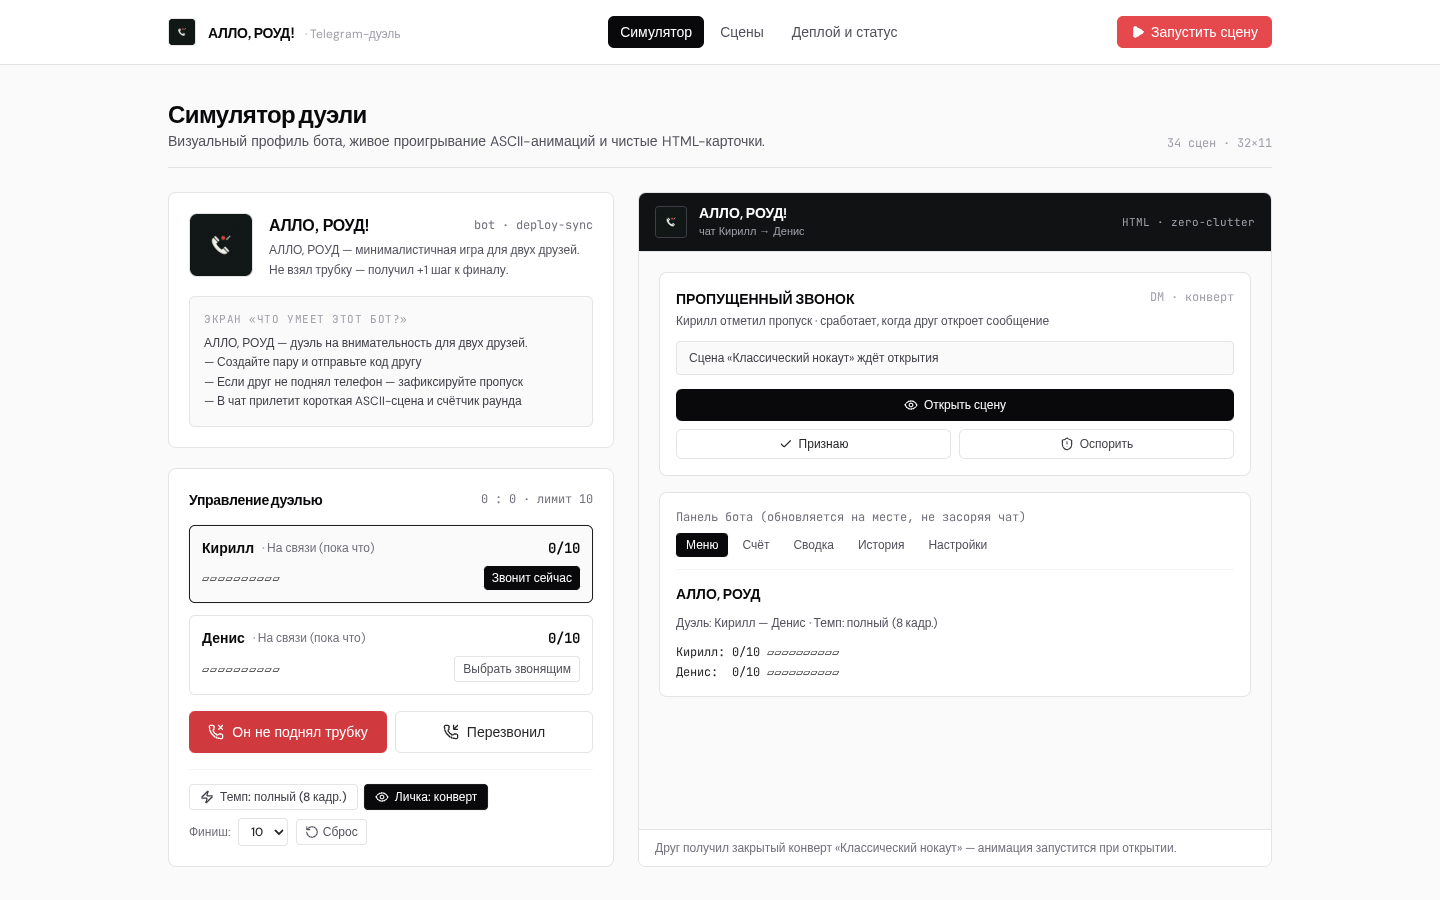 АЛЛО, РОУД! · Telegram-дуэль
Симулятор
Сцены
Деплой и статус
Запустить сцену
Симулятор дуэли
Визуальный профиль бота, живое проигрывание ASCII-анимаций и чистые HTML-карточки.
34 сцен · 32×11
АЛЛО, РОУД!
bot · deploy-sync
АЛЛО, РОУД — минималистичная игра для двух друзей.
Не взял трубку — получил +1 шаг к финалу.
ЭКРАН «ЧТО УМЕЕТ ЭТОТ БОТ?»
АЛЛО, РОУД — дуэль на внимательность для двух друзей.
— Создайте пару и отправьте код другу
— Если друг не поднял телефон — зафиксируйте пропуск
— В чат прилетит короткая ASCII-сцена и счётчик раунда
Управление дуэлью
0 : 0 · лимит 10
Кирилл · На связи (пока что)
0/10
▱▱▱▱▱▱▱▱▱▱
Звонит сейчас
Денис · На связи (пока что)
0/10
▱▱▱▱▱▱▱▱▱▱
Выбрать звонящим
Он не поднял трубку
Перезвонил
Темп: полный (8 кадр.)
Личка: конверт
Финиш: 10
Сброс
АЛЛО, РОУД!
чат Кирилл → Денис
HTML · zero-clutter
ПРОПУЩЕННЫЙ ЗВОНОК
DM · конверт
Кирилл отметил пропуск · сработает, когда друг откроет сообщение
Сцена «Классический нокаут» ждёт открытия
Открыть сцену
Признаю
Оспорить
Панель бота (обновляется на месте, не засоряя чат)
Меню
Счёт
Сводка
История
Настройки
АЛЛО, РОУД
Дуэль: Кирилл — Денис · Темп: полный (8 кадр.)
Кирилл: 0/10 ▱▱▱▱▱▱▱▱▱▱
Денис: 0/10 ▱▱▱▱▱▱▱▱▱▱
Друг получил закрытый конверт «Классический нокаут» — анимация запустится при открытии.